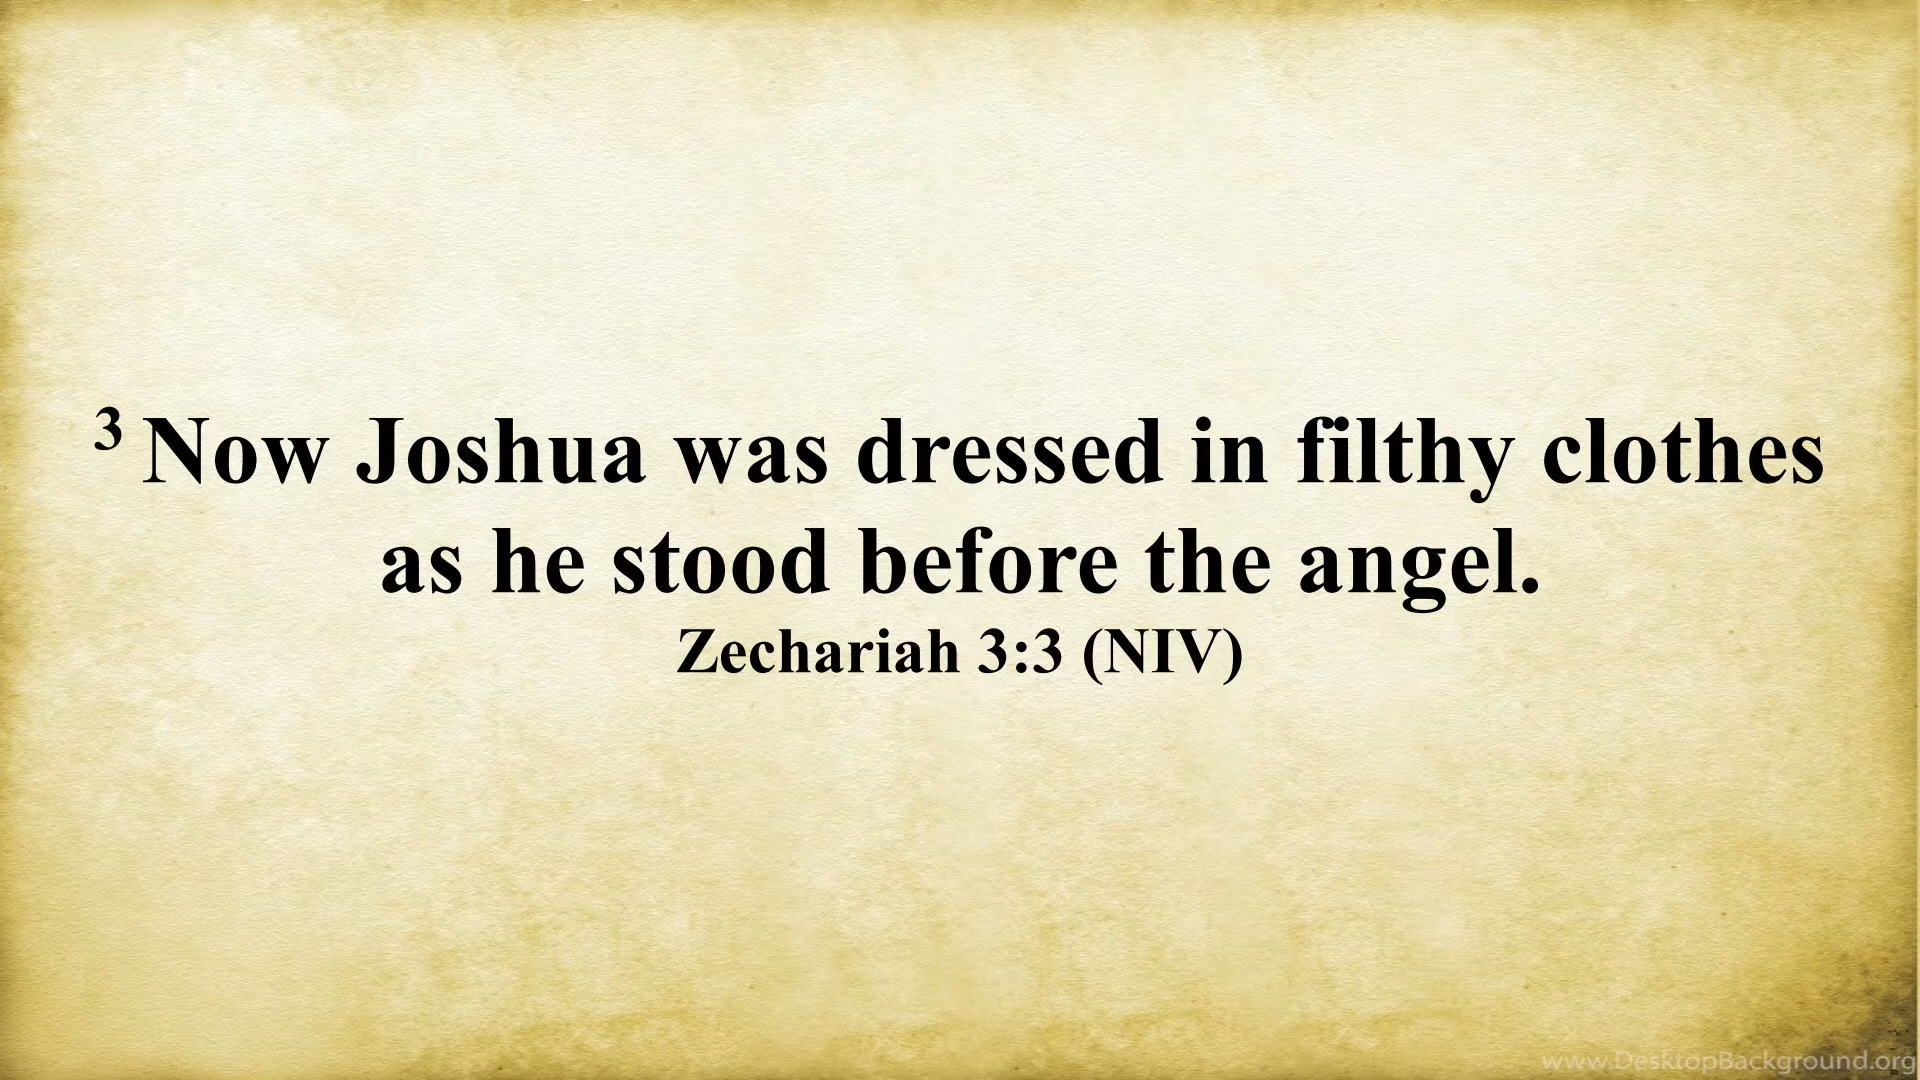 3 Now Joshua was dressed in filthy clothes
as he stood before the angel.
Zechariah 3:3 (NIV)
www.DesktopBackground.org